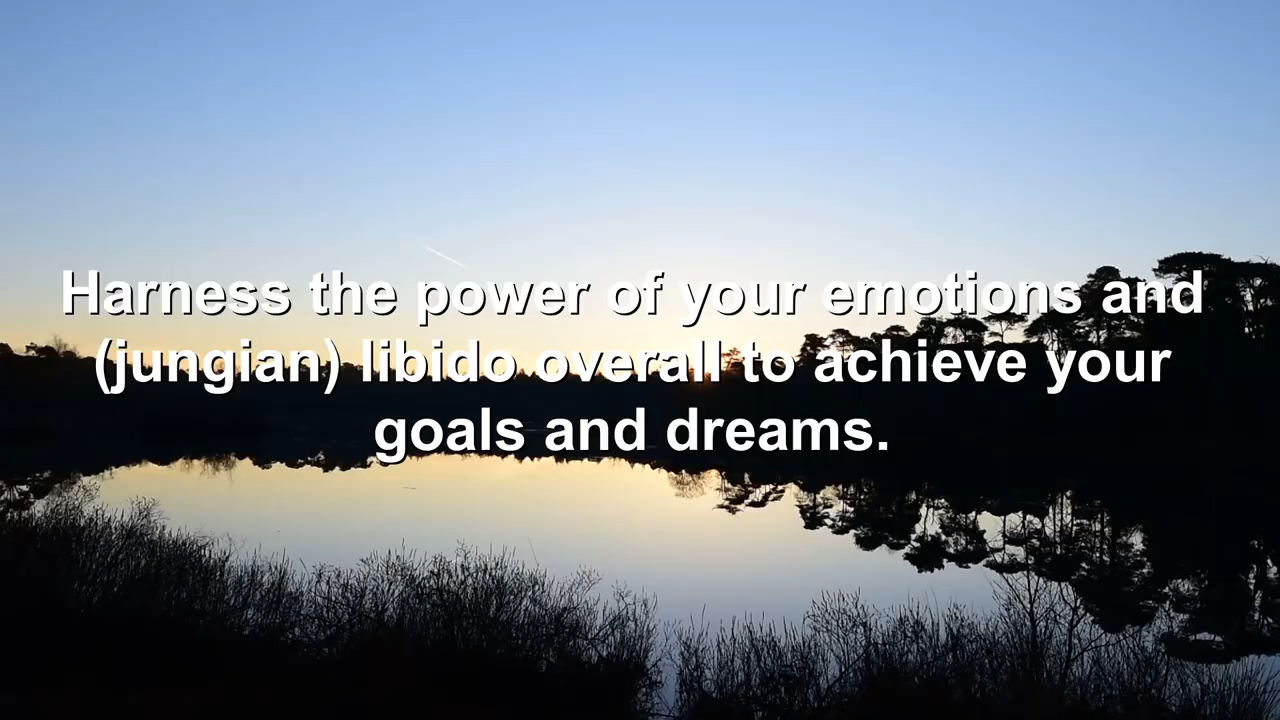 Harness the power of your emotions and
(jungian) libido overall to achieve your
goals and dreams.